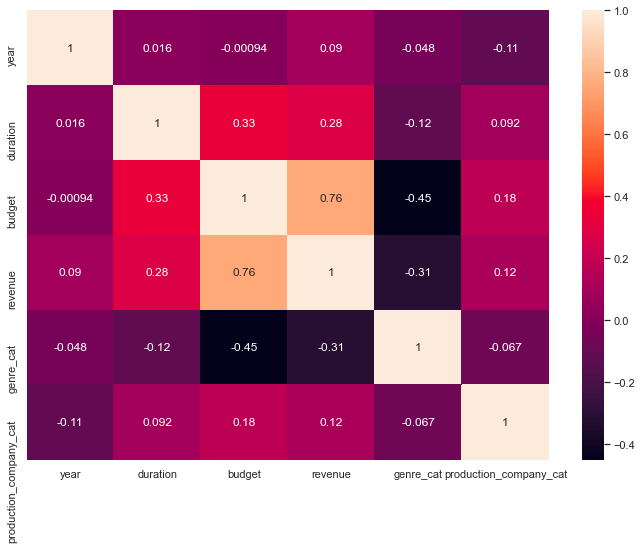 year 1 0.016 -0.00094 0.09 -0.048 -0.11
duration 0.016 1 0.33 0.28 -0.12 0.092
budget -0.00094 0.33 1 0.76 -0.45 0.18
revenue 0.09 0.28 0.76 1 -0.31 0.12
genre_cat -0.048 -0.12 -0.45 -0.31 1 -0.067
production_company_cat -0.11 0.092 0.18 0.12 -0.067 1
year duration budget revenue genre_cat production_company_cat
1.0
0.8
0.6
0.4
0.2
0.0
-0.2
-0.4